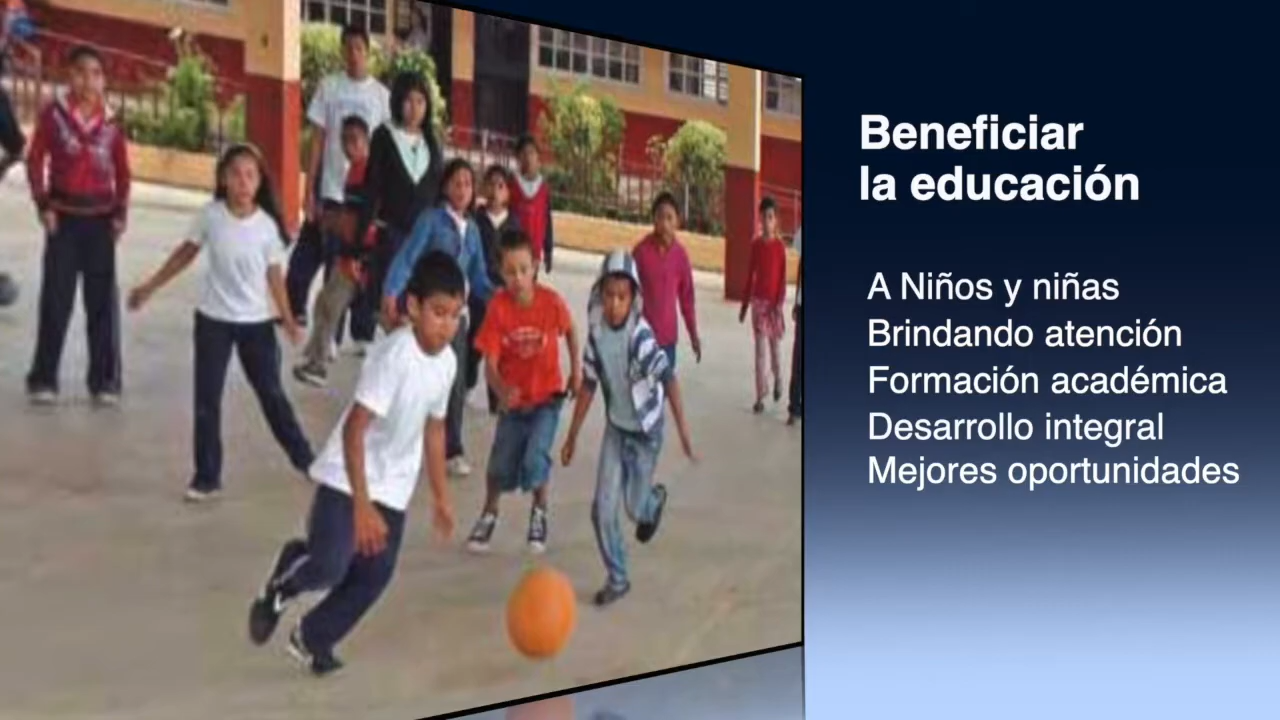 Beneficiar
la educación
A Niños y niñas
Brindando atención
Formación académica
Desarrollo integral
Mejores oportunidades